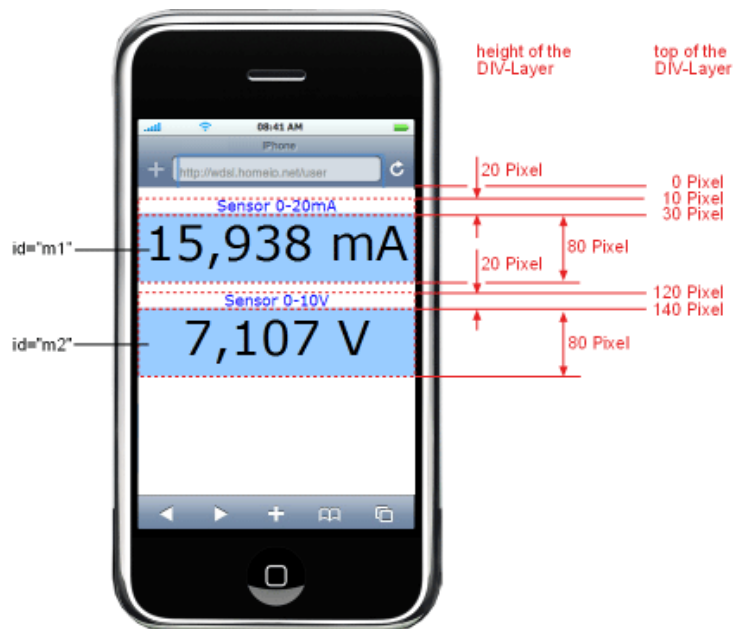 height of the
DIV-Layer
top of the
DIV-Layer
08:41 AM
iPhone
http://wdsl.homeio.net/user
20 Pixel
0 Pixel
10 Pixel
30 Pixel
Sensor 0-20mA
id="m1"
15,938 mA
80 Pixel
20 Pixel
Sensor 0-10V
120 Pixel
140 Pixel
id="m2"
7,107 V
80 Pixel